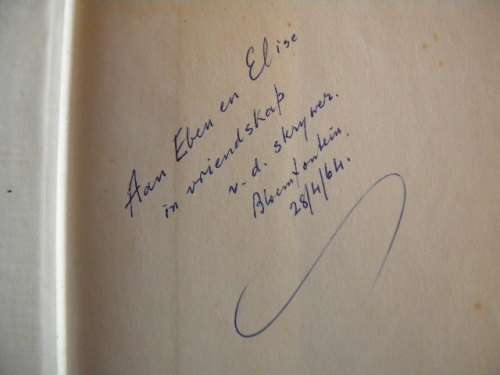 Aan Eben en Elise
in vriendskap
v. d. skrywer.
Bloemfontein.
28/4/64.